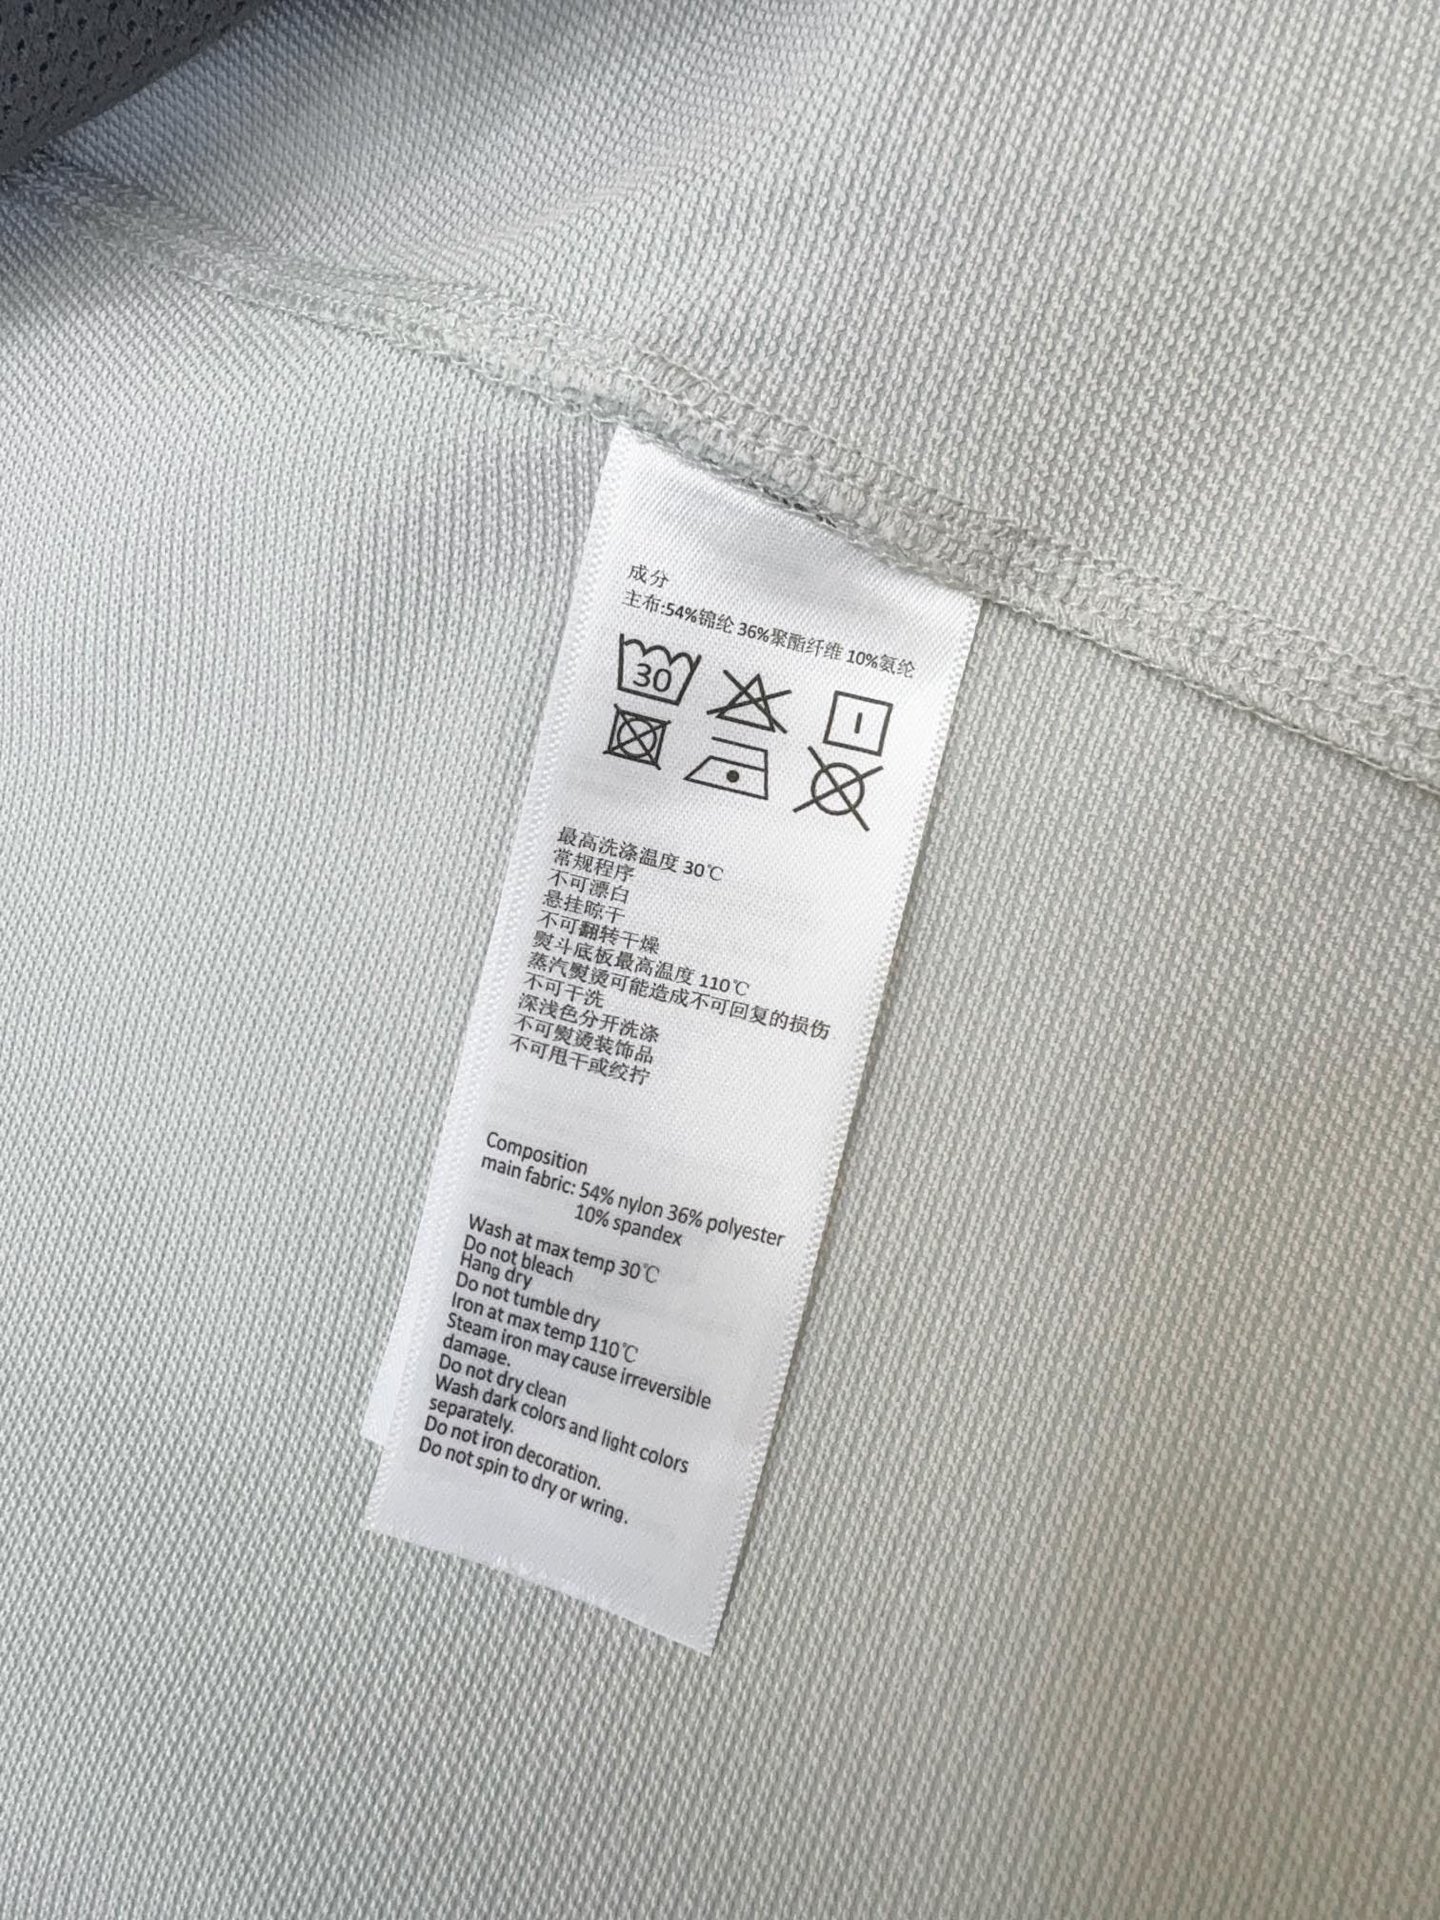 成分
主布:54%锦纶 36%聚酯纤维 10%氨纶
30
最高洗涤温度 30℃
常规程序
不可漂白
悬挂晾干
不可翻转干燥
熨斗底板最高温度 110℃
蒸汽熨烫可能造成不可回复的损伤
不可干洗
深浅色分开洗涤
不可熨烫装饰品
不可甩干或绞拧
Composition
main fabric: 54% nylon 36% polyester
10% spandex
Wash at max temp 30℃
Do not bleach
Hang dry
Do not tumble dry
Iron at max temp 110℃
Steam iron may cause irreversible
damage.
Do not dry clean
Wash dark colors and light colors
separately.
Do not iron decoration.
Do not spin to dry or wring.